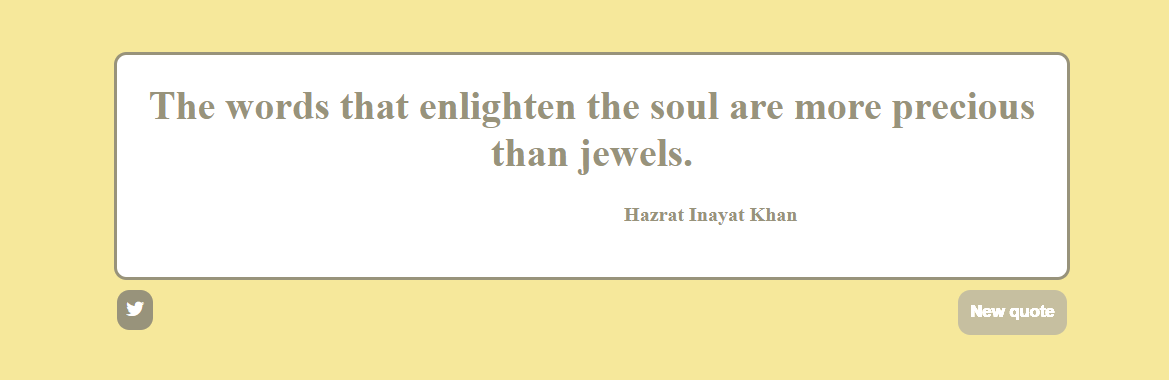 The words that enlighten the soul are more precious
than jewels.
Hazrat Inayat Khan
New quote